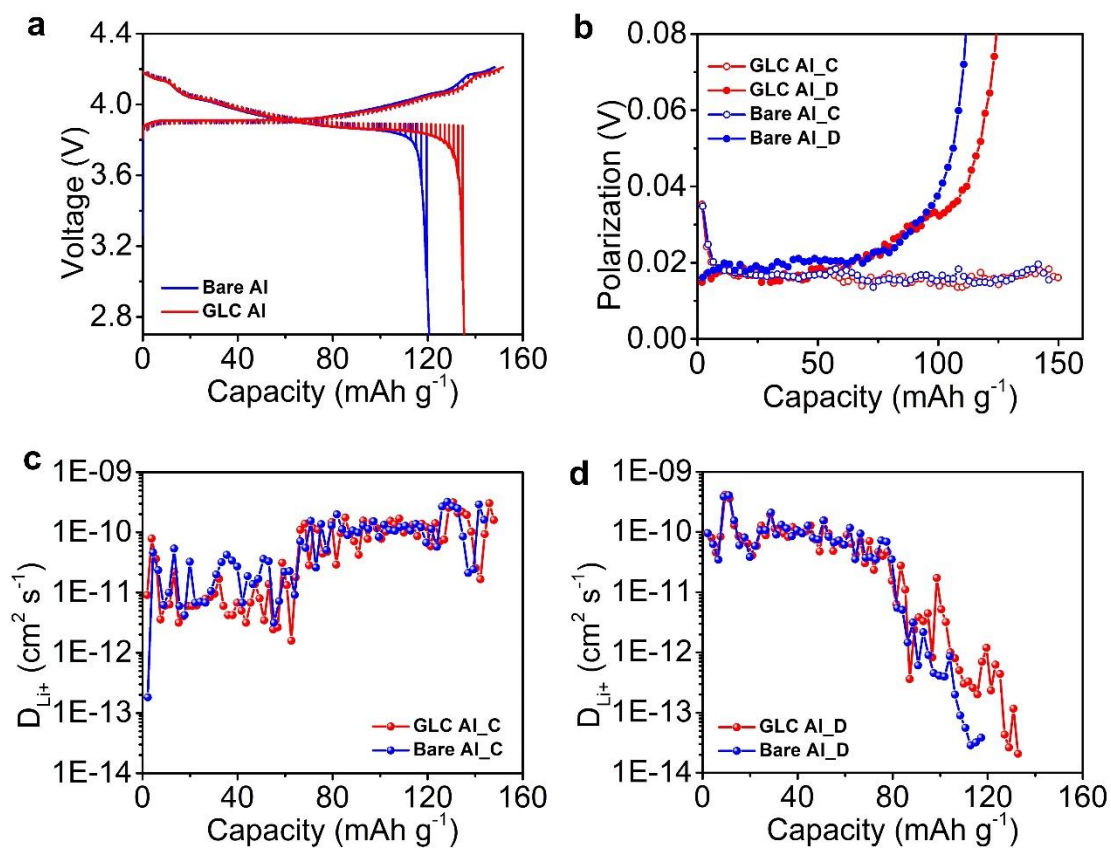 a
4.4
4.0
3.6
3.2
2.8
Voltage (V)
Bare Al
GLC Al
0 40 80 120 160
Capacity (mAh g⁻¹)
b
0.08
0.06
0.04
0.02
0.00
Polarization (V)
GLC Al_C
GLC Al_D
Bare Al_C
Bare Al_D
0 50 100 150
Capacity (mAh g⁻¹)
c
1E-09
1E-10
1E-11
1E-12
1E-13
1E-14
D_Li+ (cm² s⁻¹)
GLC Al_C
Bare Al_C
0 40 80 120 160
Capacity (mAh g⁻¹)
d
1E-09
1E-10
1E-11
1E-12
1E-13
1E-14
D_Li+ (cm² s⁻¹)
GLC Al_D
Bare Al_D
0 40 80 120 160
Capacity (mAh g⁻¹)